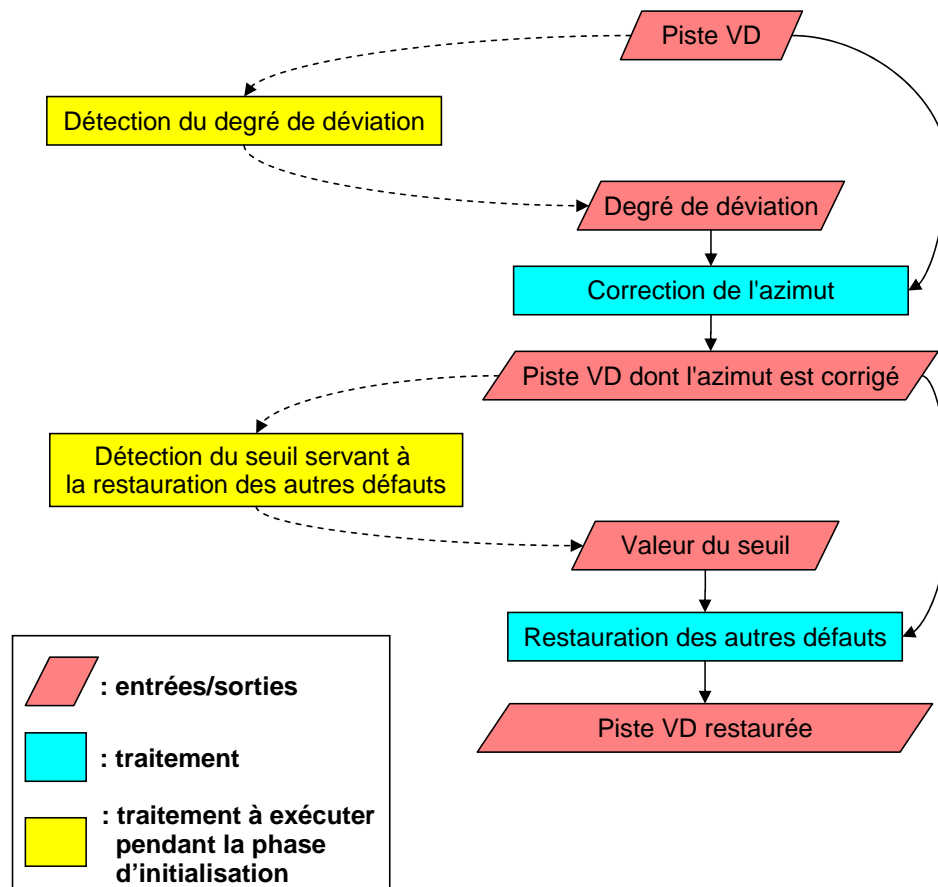 Piste VD
Détection du degré de déviation
Degré de déviation
Correction de l'azimut
Piste VD dont l'azimut est corrigé
Détection du seuil servant à
la restauration des autres défauts
Valeur du seuil
Restauration des autres défauts
Piste VD restaurée
: entrées/sorties
: traitement
: traitement à exécuter
pendant la phase
d’initialisation